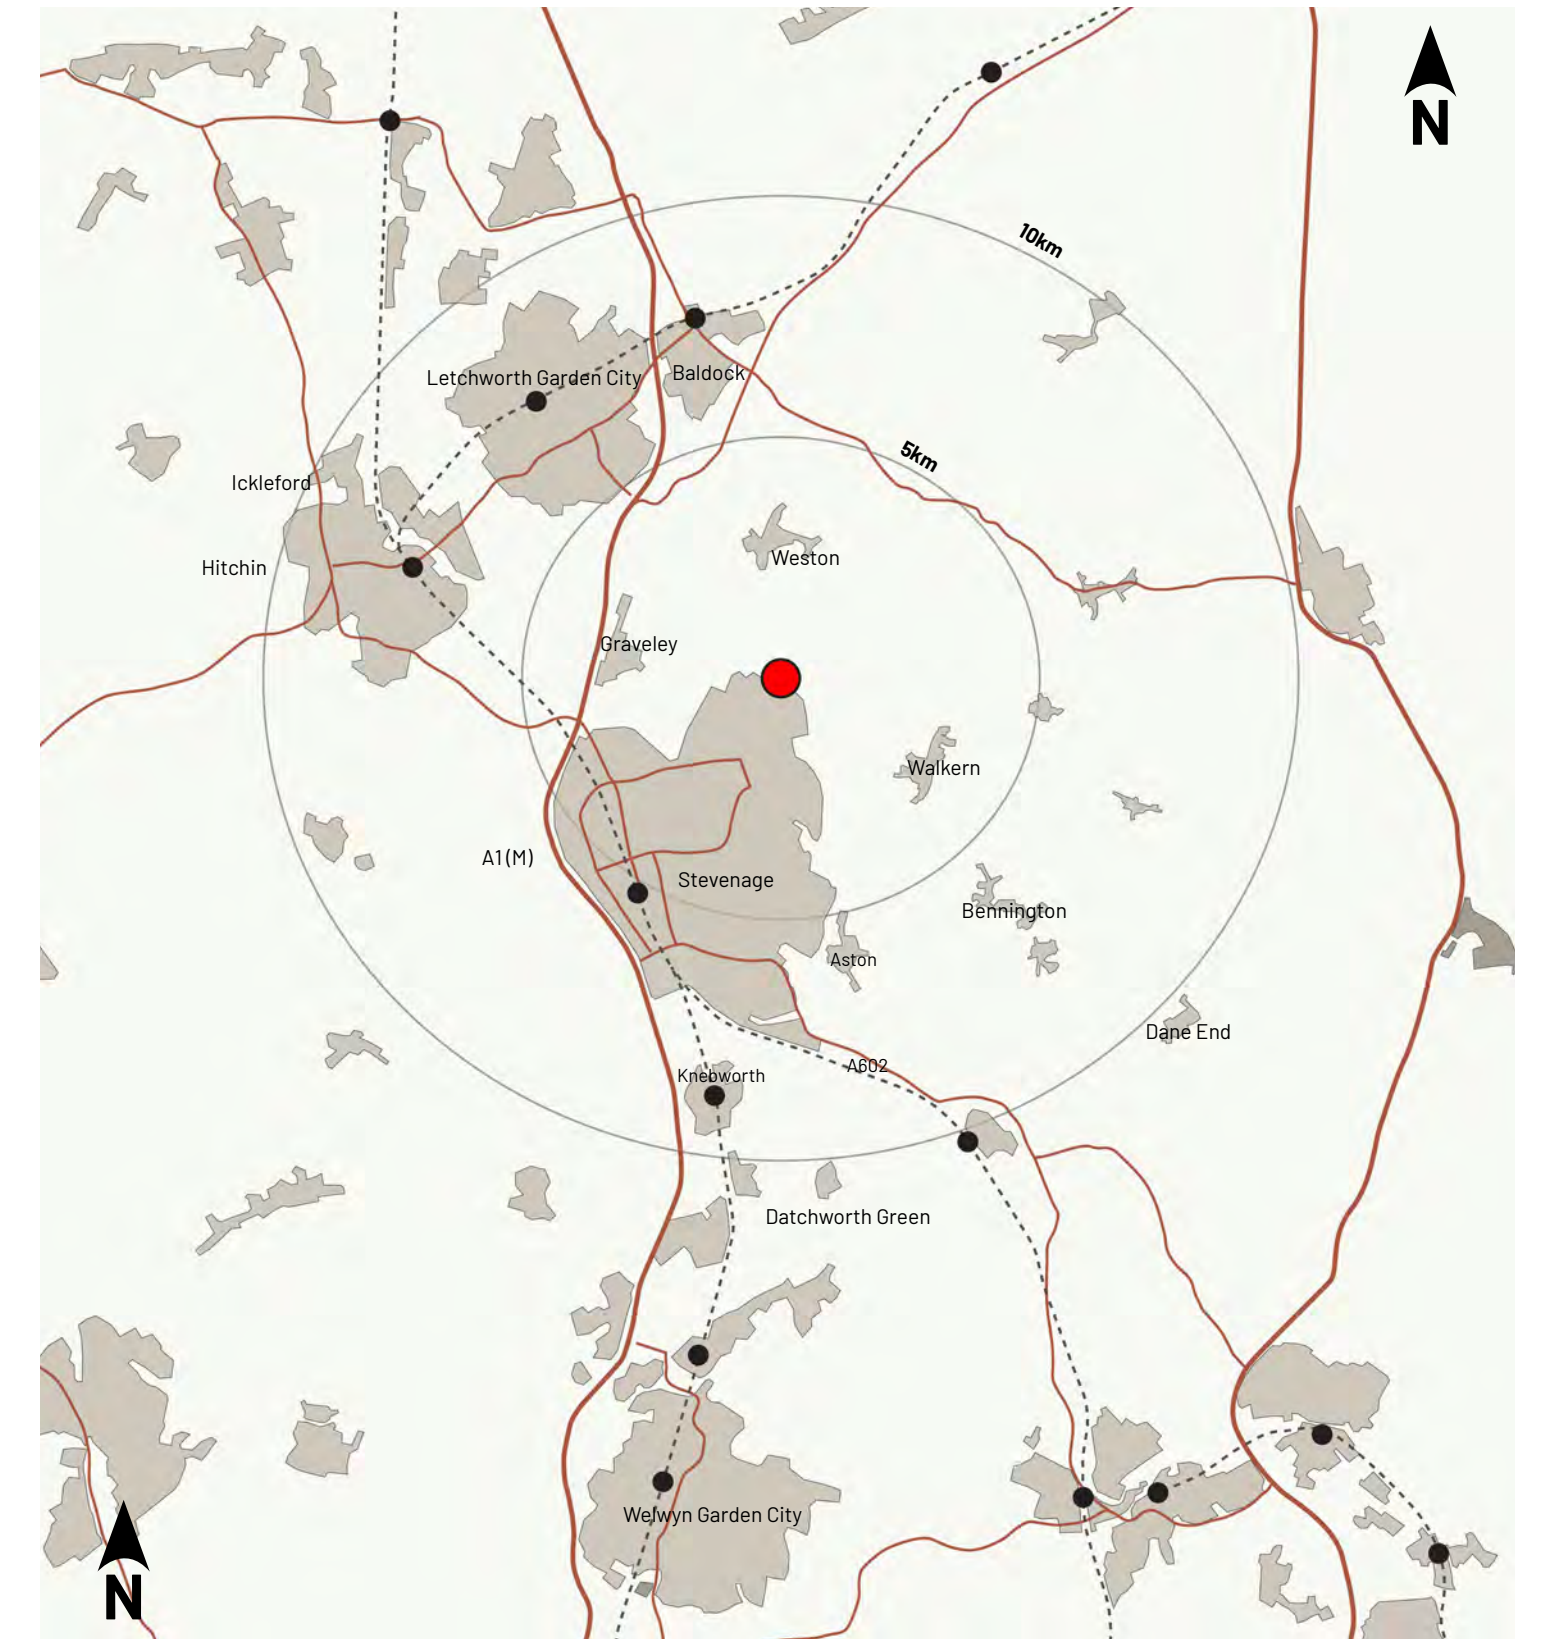 N
10km
Letchworth Garden City
Baldock
5km
Ickleford
Weston
Hitchin
Graveley
Walkern
A1 (M)
Stevenage
Bennington
Aston
Dane End
A602
Knebworth
Datchworth Green
Welwyn Garden City
N